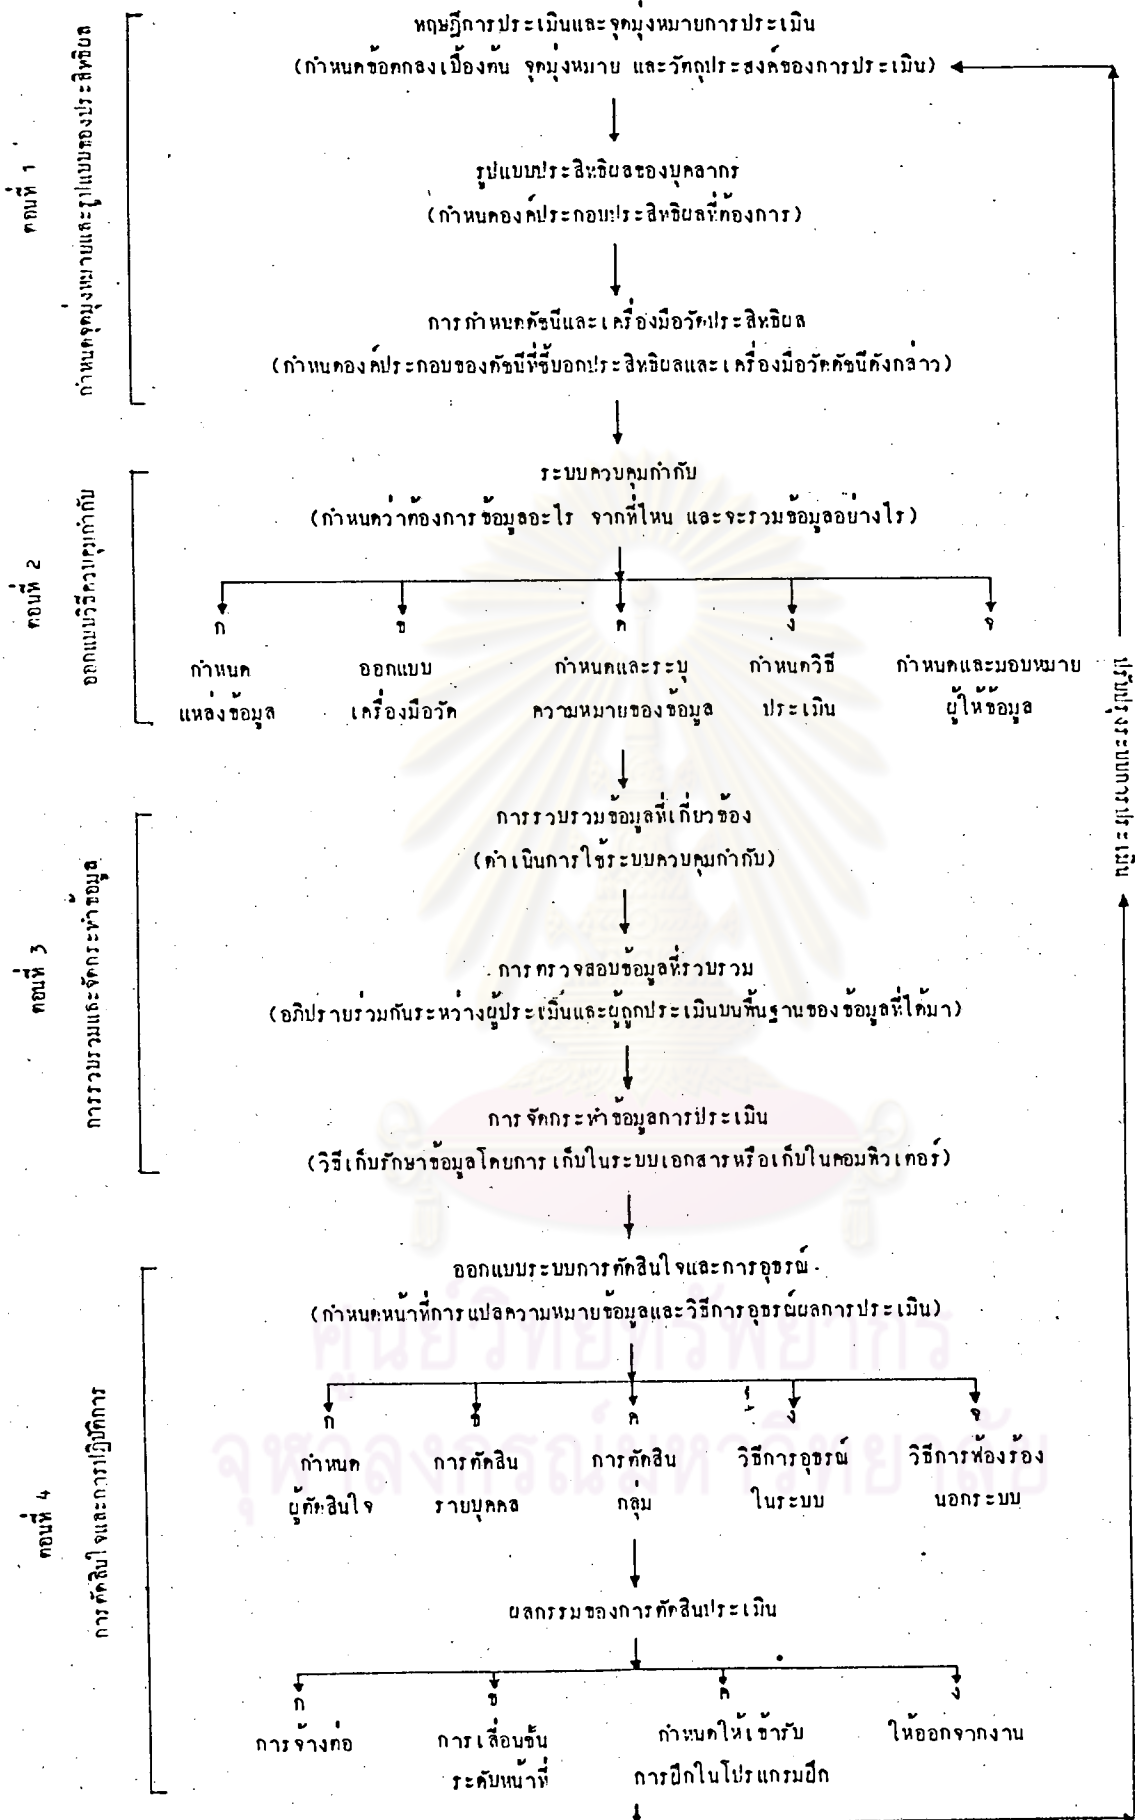 ทฤษฎีการประเมินและจุดมุ่งหมายการประเมิน
(กำหนดข้อตกลงเบื้องต้น จุดมุ่งหมาย และวัตถุประสงค์ของการประเมิน)
ตอนที่ 1
กำหนดจุดมุ่งหมายและรูปแบบของประสิทธิผล
รูปแบบประสิทธิผลของบุคลากร
(กำหนดองค์ประกอบประสิทธิผลที่ต้องการ)
การกำหนดดัชนีและเครื่องมือวัดประสิทธิผล
(กำหนดองค์ประกอบของดัชนีที่ชี้บอกประสิทธิผลและเครื่องมือวัดดัชนีดังกล่าว)
ตอนที่ 2
ออกแบบวิธีควบคุมกำกับ
ระบบควบคุมกำกับ
(กำหนดว่าต้องการข้อมูลอะไร จากที่ไหน และจะรวมข้อมูลอย่างไร)
ก ข ค ง จ
กำหนด ออกแบบ กำหนดและระบุ กำหนดวิธี กำหนดและมอบหมาย
แหล่งข้อมูล เครื่องมือวัด ความหมายของข้อมูล ประเมิน ผู้ให้ข้อมูล
ปรับปรุงระบบการประเมิน
ตอนที่ 3
การรวบรวมและจัดกระทำข้อมูล
การรวบรวมข้อมูลที่เกี่ยวข้อง
(ดำเนินการใช้ระบบควบคุมกำกับ)
การตรวจสอบข้อมูลที่รวบรวม
(อภิปรายร่วมกันระหว่างผู้ประเมินและผู้ถูกประเมินบนพื้นฐานของข้อมูลที่ได้มา)
การจัดกระทำข้อมูลการประเมิน
(วิธีเก็บรักษาข้อมูลโดยการเก็บในระบบเอกสารหรือเก็บในคอมพิวเตอร์)
ตอนที่ 4
การตัดสินใจและการปฏิบัติการ
ออกแบบระบบการตัดสินใจและการอุธรณ์
(กำหนดหน้าที่การแปลความหมายข้อมูลและวิธีการอุธรณ์ผลการประเมิน)
ศูนย์วิทยทรัพยากร
จุฬาลงกรณ์มหาวิทยาลัย
ก ข ค ง จ
กำหนด การตัดสิน การตัดสิน วิธีการอุธรณ์ วิธีการฟ้องร้อง
ผู้ตัดสินใจ รายบุคคล กลุ่ม ในระบบ นอกระบบ
ผลกรรมของการตัดสินประเมิน
ก ข ค ง
การจ้างต่อ การเลื่อนขั้น กำหนดให้เข้ารับ ให้ออกจากงาน
ระดับหน้าที่ การฝึกในโปรแกรมฝึก